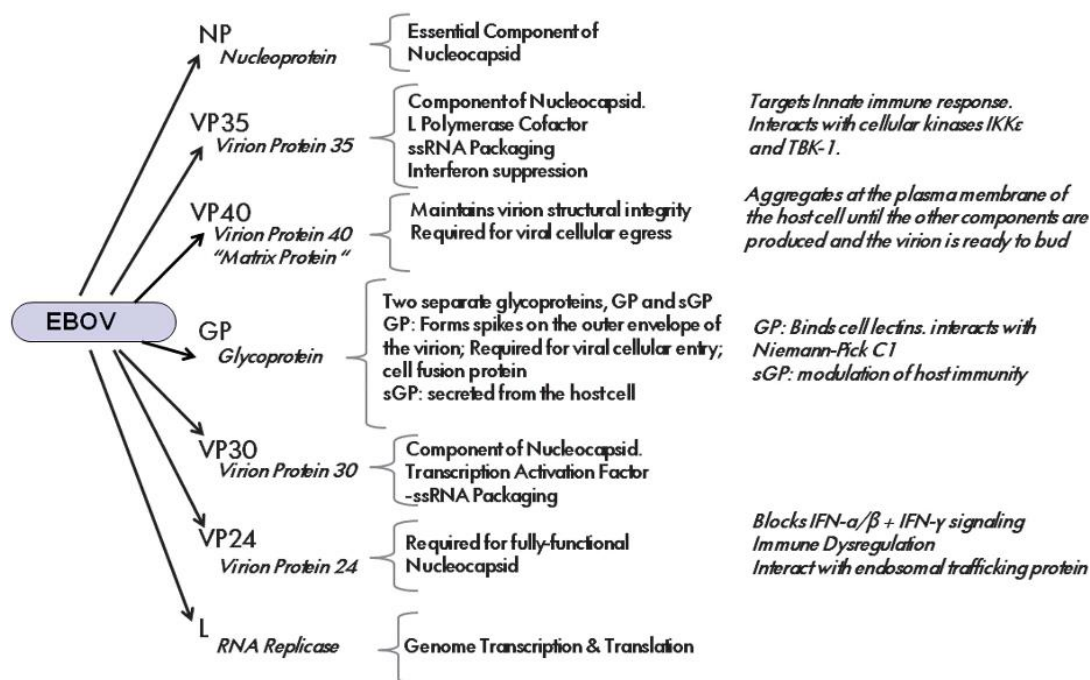 NP
Nucleoprotein
Essential Component of
Nucleocapsid
VP35
Virion Protein 35
Component of Nucleocapsid.
L Polymerase Cofactor
ssRNA Packaging
Interferon suppression
Targets Innate immune response.
Interacts with cellular kinases IKKε
and TBK-1.
VP40
Virion Protein 40
"Matrix Protein"
Maintains virion structural integrity
Required for viral cellular egress
Aggregates at the plasma membrane of
the host cell until the other components are
produced and the virion is ready to bud
EBOV
GP
Glycoprotein
Two separate glycoproteins, GP and sGP
GP: Forms spikes on the outer envelope of
the virion; Required for viral cellular entry;
cell fusion protein
sGP: secreted from the host cell
GP: Binds cell lectins. interacts with
Niemann-Pick C1
sGP: modulation of host immunity
VP30
Virion Protein 30
Component of Nucleocapsid.
Transcription Activation Factor
-ssRNA Packaging
VP24
Virion Protein 24
Required for fully-functional
Nucleocapsid
Blocks IFN-α/β + IFN-γ signaling
Immune Dysregulation
Interact with endosomal trafficking protein
L
RNA Replicase
Genome Transcription & Translation